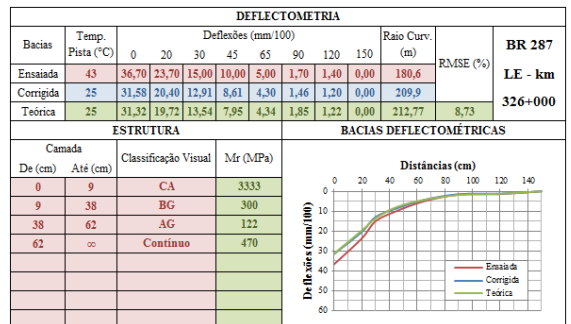 DEFLECTOMETRIA
Bacias Temp. Pista (°C) Deflexões (mm/100) Raio Curv. (m) RMSE (%) BR 287 LE - km 326+000
0 20 30 45 65 90 120 150
Ensaiada 43 36,70 23,70 15,00 10,00 5,00 1,70 1,40 0,00 180,6
Corrigida 25 31,58 20,40 12,91 8,61 4,30 1,46 1,20 0,00 209,9
Teórica 25 31,32 19,72 13,54 7,95 4,34 1,85 1,22 0,00 212,77 8,73
ESTRUTURA
Camada Classificação Visual Mr (MPa)
De (cm) Até (cm)
0 9 CA 3333
9 38 BG 300
38 62 AG 122
62 ∞ Contínuo 470
BACIAS DEFLECTOMÉTRICAS
Distâncias (cm)
0 20 40 60 80 100 120 140
Deflexões (mm/100)
0
10
20
30
40
50
60
Ensaiada
Corrigida
Teórica